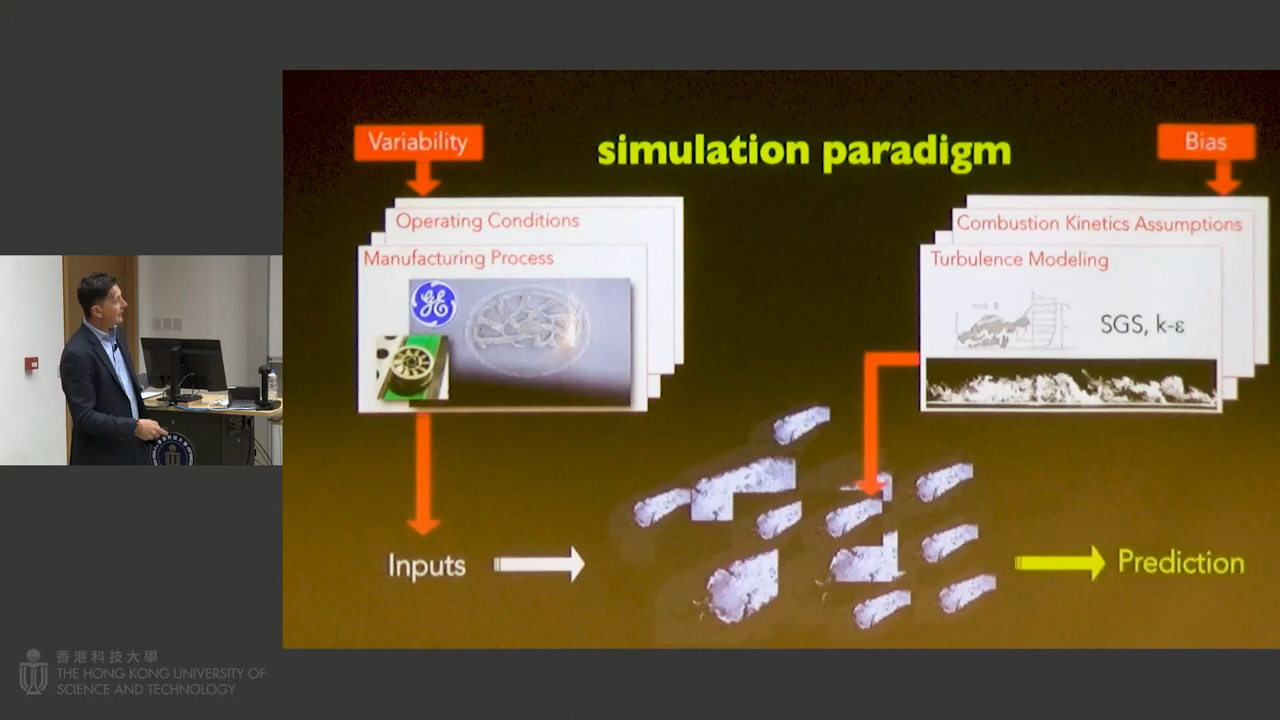 simulation paradigm
Variability
Operating Conditions
Manufacturing Process
Bias
Combustion Kinetics Assumptions
Turbulence Modeling
SGS, k-ε
Inputs
Prediction
香港科技大學
THE HONG KONG UNIVERSITY OF
SCIENCE AND TECHNOLOGY